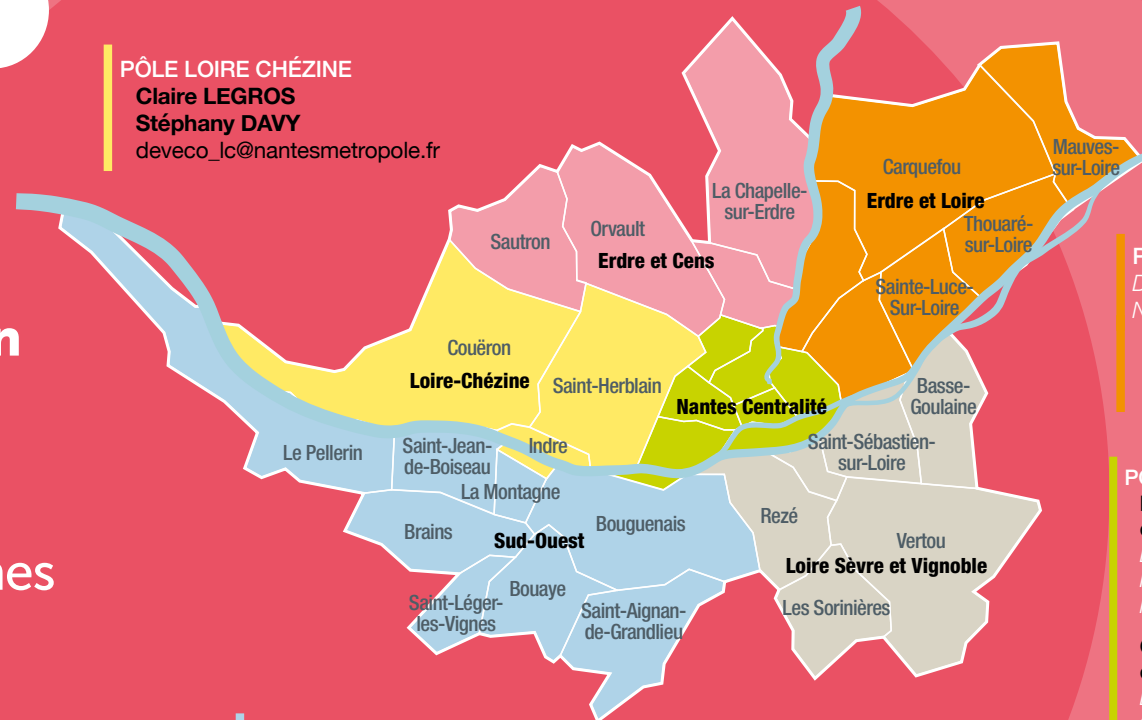 PÔLE LOIRE CHÉZINE
Claire LEGROS
Stéphany DAVY
deveco_lc@nantesmetropole.fr
Mauves-
sur-Loire
Carquefou
Erdre et Loire
La Chapelle-
sur-Erdre
Thouaré-
sur-Loire
Orvault
Sautron
Erdre et Cens
Sainte-Luce-
Sur-Loire
Couëron
Loire-Chézine
Saint-Herblain
Nantes Centralité
Basse-
Goulaine
Saint-Sébastien-
sur-Loire
Indre
Le Pellerin
Saint-Jean-
de-Boiseau
La Montagne
Brains
Bouguenais
Sud-Ouest
Rezé
Vertou
Loire Sèvre et Vignoble
Bouaye
Saint-Léger-
les-Vignes
Saint-Aignan-
de-Grandlieu
Les Sorinières